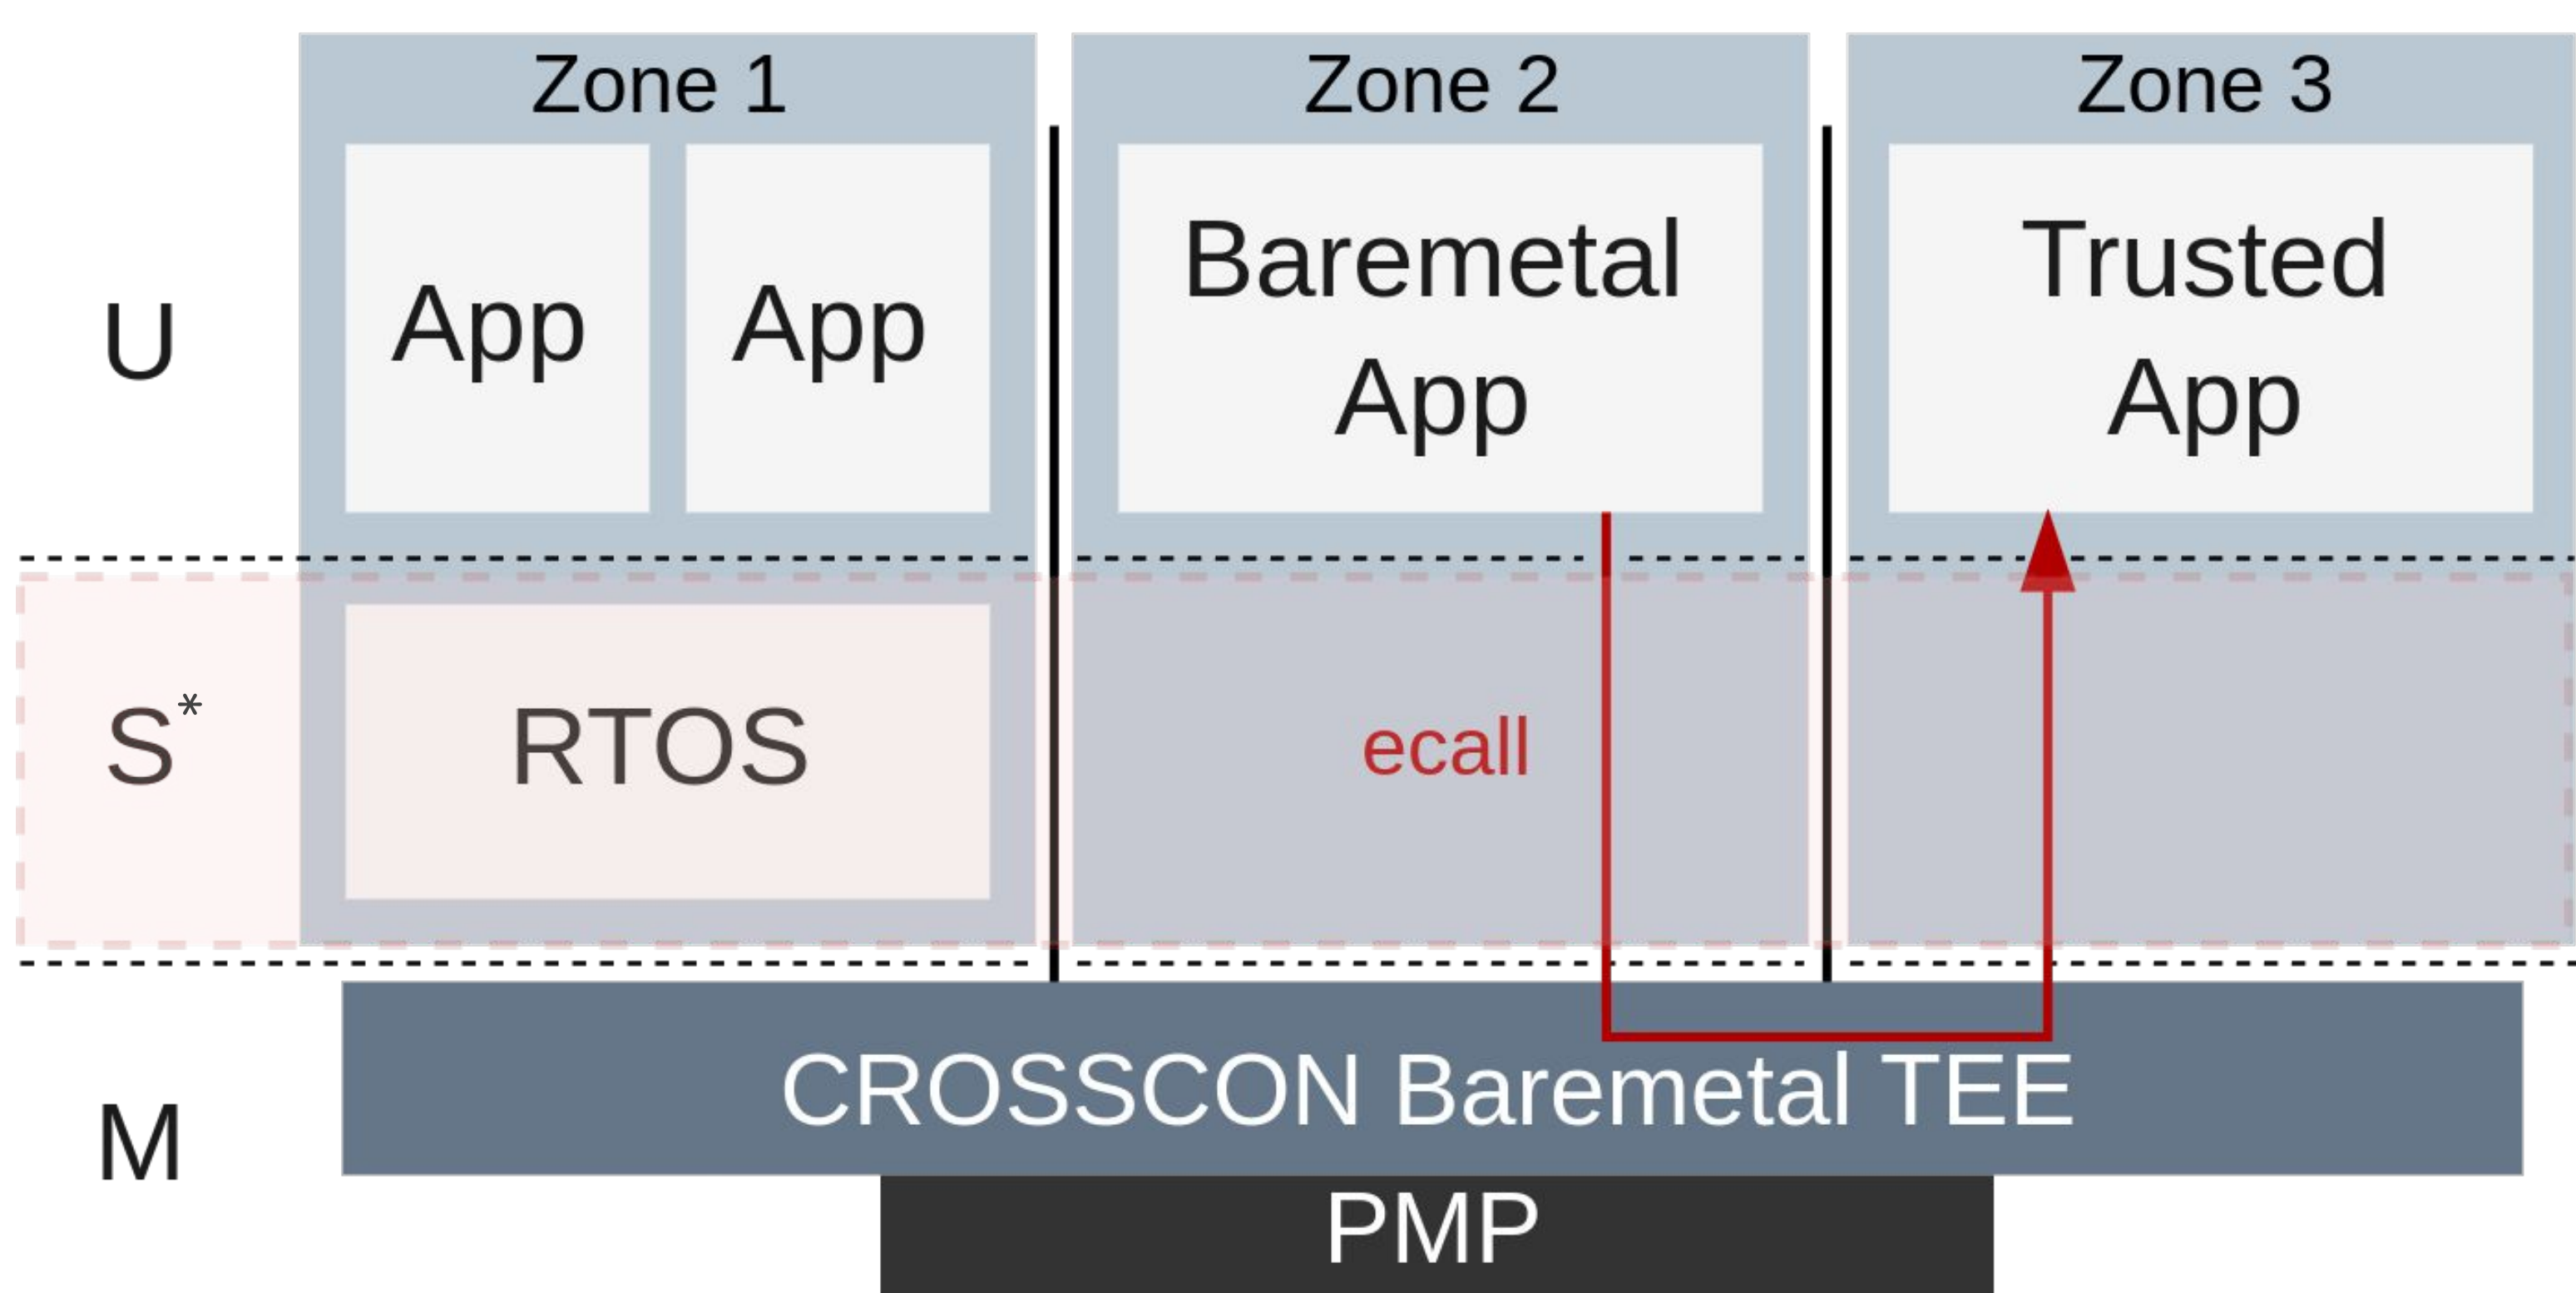 Zone 1
Zone 2
Zone 3
U
App
App
Baremetal
App
Trusted
App
S*
RTOS
ecall
M
CROSSCON Baremetal TEE
PMP